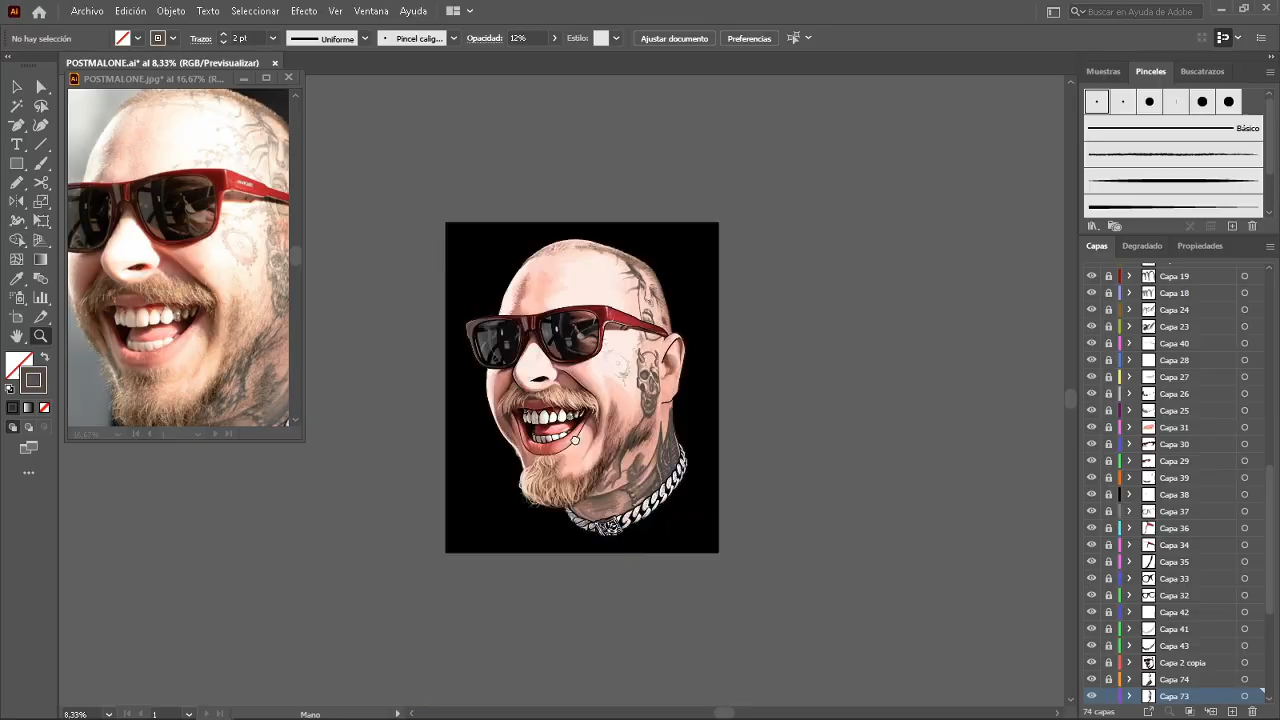 Ai
Archivo Edición Objeto Texto Seleccionar Efecto Ver Ventana Ayuda
Buscar en Ayuda de Adobe
No hay selección
Trazo: 2 pt
Uniforme
Pincel calig...
Opacidad: 12%
Estilo:
Ajustar documento
Preferencias
POSTMALONE.ai* al 8,33% (RGB/Previsualizar)
POSTMALONE.jpg* al 16,67% (R...
Muestras Pinceles Buscatrazos
Básico
Capas Degradado Propiedades
Capa 19
Capa 18
Capa 24
Capa 23
Capa 40
Capa 28
Capa 27
Capa 26
Capa 25
Capa 31
Capa 30
Capa 29
Capa 39
Capa 38
Capa 37
Capa 36
Capa 34
Capa 35
Capa 33
Capa 32
Capa 42
Capa 41
Capa 43
Capa 2 copia
Capa 74
Capa 73
74 capas
16,67% 1
8,33% 1 Mano